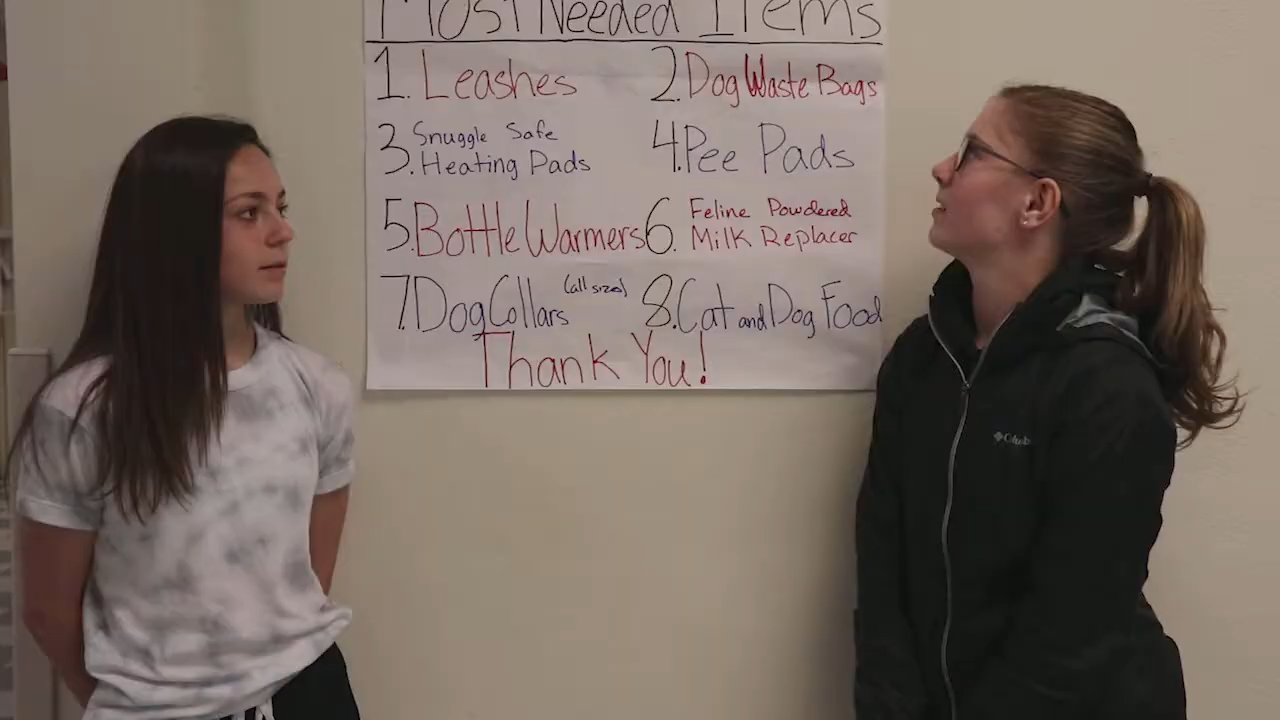 Most Needed Items
1. Leashes
2. Dog Waste Bags
3. Snuggle Safe
Heating Pads
4. Pee Pads
5. Bottle Warmers
6. Feline Powdered
Milk Replacer
7. Dog Collars (all sizes)
8. Cat and Dog Food
Thank You!